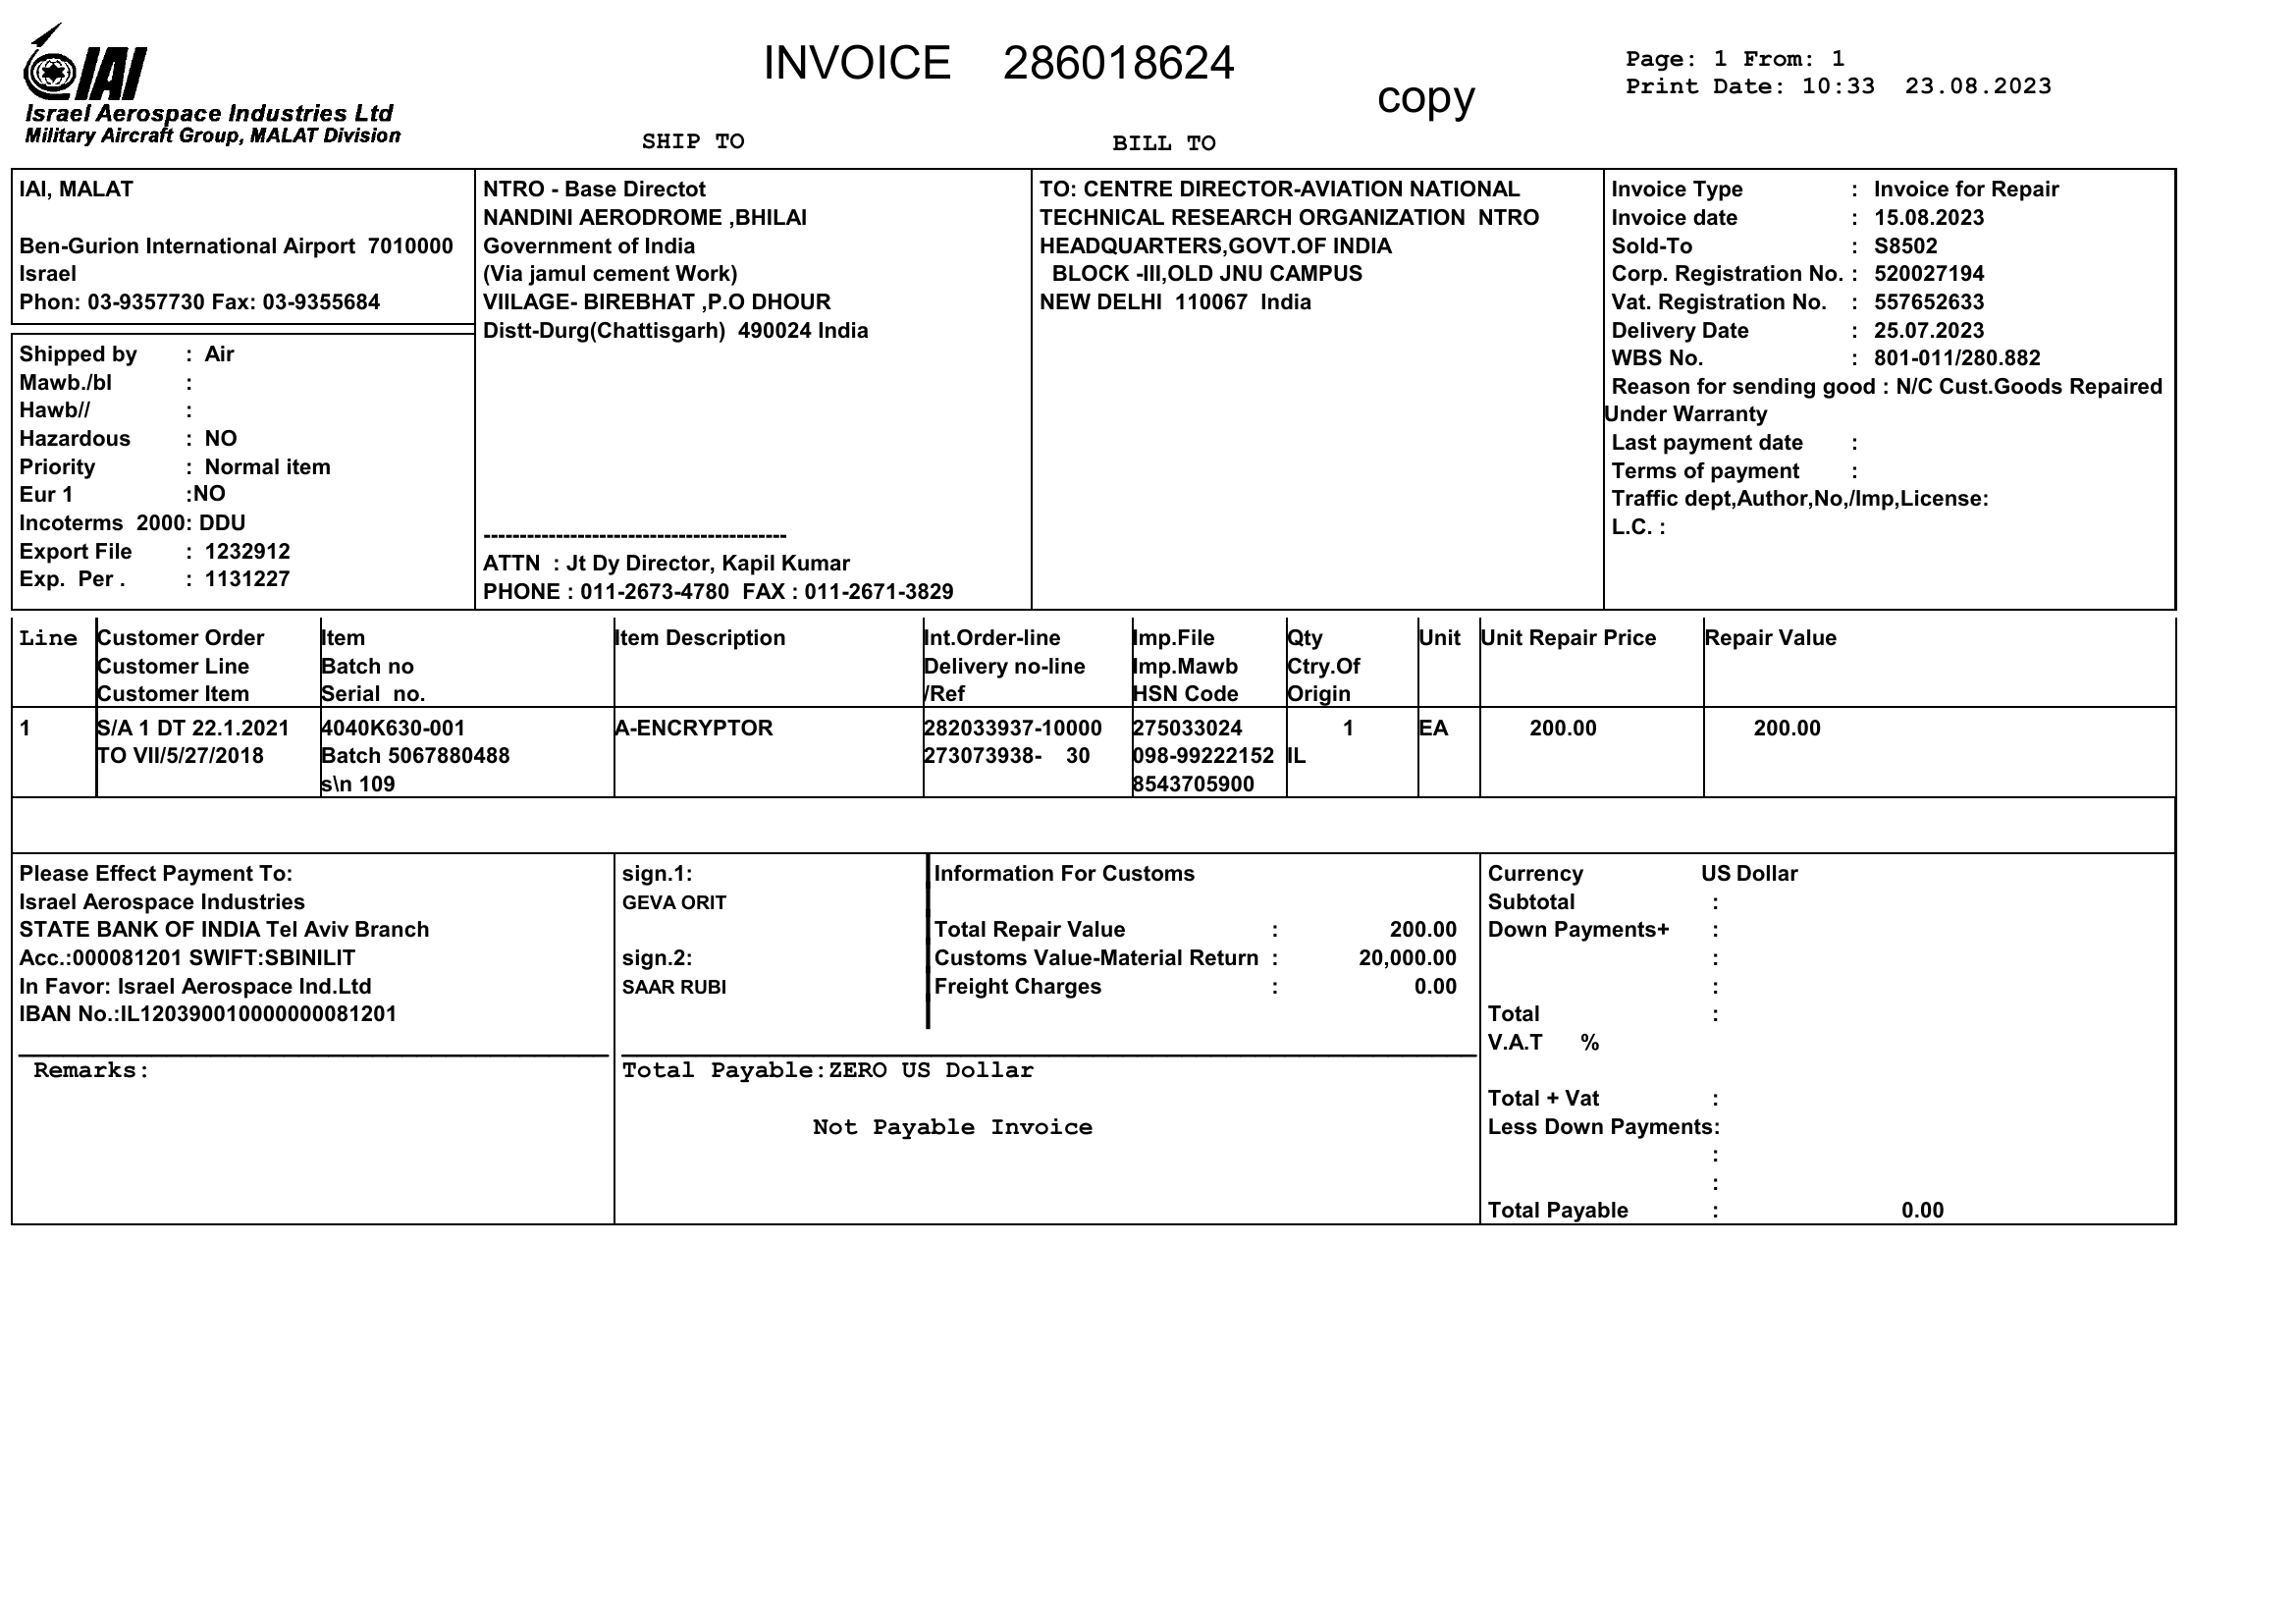 IAI
Israel Aerospace Industries Ltd
Military Aircraft Group, MALAT Division
INVOICE 286018624
copy
Page: 1 From: 1
Print Date: 10:33 23.08.2023
SHIP TO
BILL TO
IAI, MALAT
Ben-Gurion International Airport 7010000
Israel
Phon: 03-9357730 Fax: 03-9355684
Shipped by : Air
Mawb./bl :
Hawb// :
Hazardous : NO
Priority : Normal item
Eur 1 :NO
Incoterms 2000: DDU
Export File : 1232912
Exp. Per . : 1131227
NTRO - Base Directot
NANDINI AERODROME ,BHILAI
Government of India
(Via jamul cement Work)
VIILAGE- BIREBHAT ,P.O DHOUR
Distt-Durg(Chattisgarh) 490024 India
------------------------------------------
ATTN : Jt Dy Director, Kapil Kumar
PHONE : 011-2673-4780 FAX : 011-2671-3829
TO: CENTRE DIRECTOR-AVIATION NATIONAL
TECHNICAL RESEARCH ORGANIZATION NTRO
HEADQUARTERS,GOVT.OF INDIA
BLOCK -III,OLD JNU CAMPUS
NEW DELHI 110067 India
Invoice Type : Invoice for Repair
Invoice date : 15.08.2023
Sold-To : S8502
Corp. Registration No. : 520027194
Vat. Registration No. : 557652633
Delivery Date : 25.07.2023
WBS No. : 801-011/280.882
Reason for sending good : N/C Cust.Goods Repaired
Under Warranty
Last payment date :
Terms of payment :
Traffic dept,Author,No,/Imp,License:
L.C. :
Line Customer Order Item Item Description Int.Order-line Imp.File Qty Unit Unit Repair Price Repair Value
Customer Line Batch no Delivery no-line Imp.Mawb Ctry.Of
Customer Item Serial no. /Ref HSN Code Origin
1 S/A 1 DT 22.1.2021 4040K630-001 A-ENCRYPTOR 282033937-10000 275033024 1 EA 200.00 200.00
TO VII/5/27/2018 Batch 5067880488 273073938- 30 098-99222152 IL
s\n 109 8543705900
Please Effect Payment To:
Israel Aerospace Industries
STATE BANK OF INDIA Tel Aviv Branch
Acc.:000081201 SWIFT:SBINILIT
In Favor: Israel Aerospace Ind.Ltd
IBAN No.:IL120390010000000081201
Remarks:
sign.1:
GEVA ORIT
sign.2:
SAAR RUBI
Information For Customs
Total Repair Value : 200.00
Customs Value-Material Return : 20,000.00
Freight Charges : 0.00
Total Payable:ZERO US Dollar
Not Payable Invoice
Currency US Dollar
Subtotal :
Down Payments+ :
:
:
Total :
V.A.T %
Total + Vat :
Less Down Payments:
:
:
Total Payable : 0.00